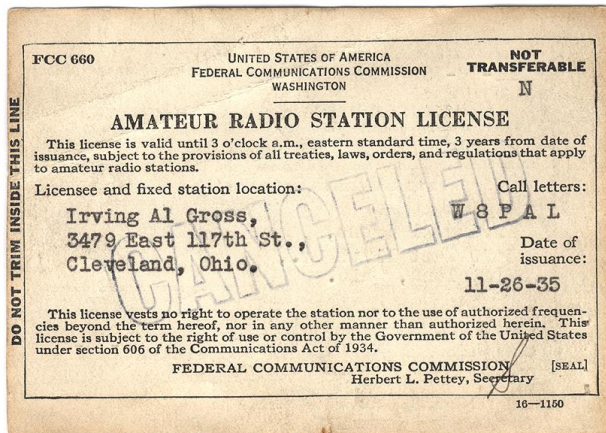 FCC 660
UNITED STATES OF AMERICA
FEDERAL COMMUNICATIONS COMMISSION
WASHINGTON
NOT
TRANSFERABLE
N
AMATEUR RADIO STATION LICENSE
This license is valid until 3 o'clock a.m., eastern standard time, 3 years from date of
issuance, subject to the provisions of all treaties, laws, orders, and regulations that apply
to amateur radio stations.
Licensee and fixed station location:
Call letters:
Irving Al Gross,
W 8 P A L
3479 East 117th St.,
Date of
issuance:
Cleveland, Ohio.
11-26-35
CANCELED
This license vests no right to operate the station nor to the use of authorized frequen-
cies beyond the term hereof, nor in any other manner than authorized herein. This
license is subject to the right of use or control by the Government of the United States
under section 606 of the Communications Act of 1934.
FEDERAL COMMUNICATIONS COMMISSION
[SEAL]
Herbert L. Pettey, Secretary
16—1150
DO NOT TRIM INSIDE THIS LINE